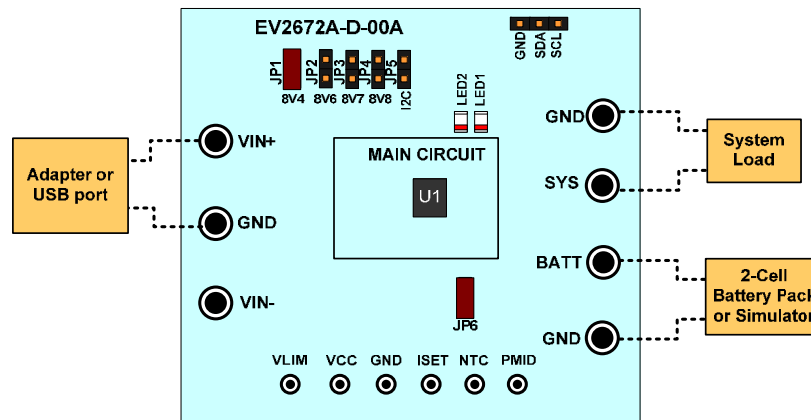 EV2672A-D-00A
GND
SDA
SCL
JP1
JP2
JP3
JP4
JP5
8V4
8V6
8V7
8V8
I2C
LED2
LED1
VIN+
GND
VIN-
Adapter or
USB port
MAIN CIRCUIT
U1
GND
SYS
BATT
GND
System
Load
2-Cell
Battery Pack
or Simulator
JP6
VLIM
VCC
GND
ISET
NTC
PMID